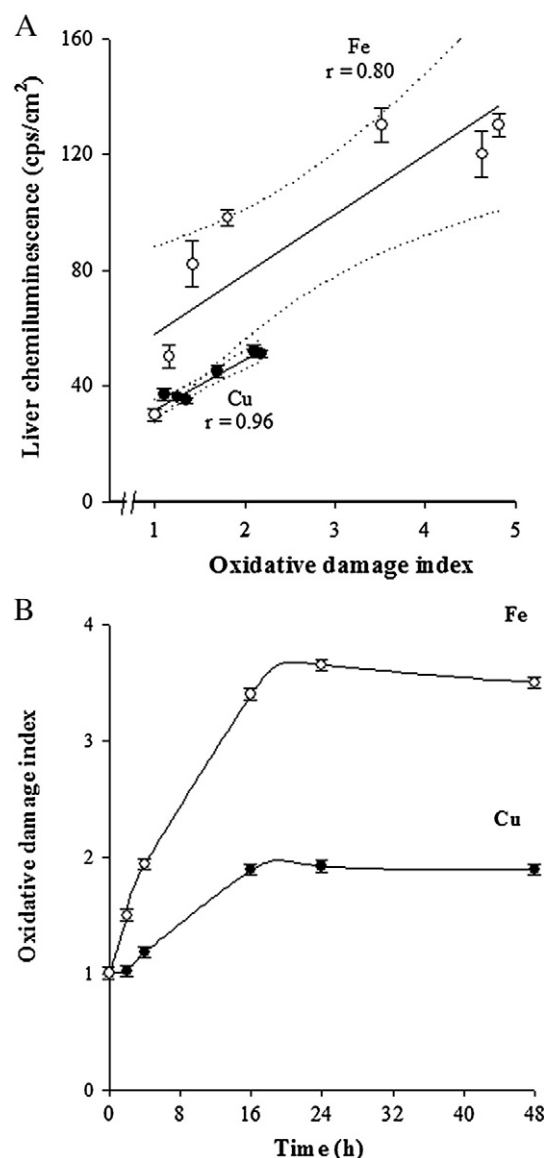 A
160
Fe
r = 0.80
120
80
40
Cu
r = 0.96
0
1 2 3 4 5
Liver chemiluminescence (cps/cm²)
Oxidative damage index
B
4
Fe
3
Cu
2
1
0
0 8 16 24 32 40 48
Oxidative damage index
Time (h)